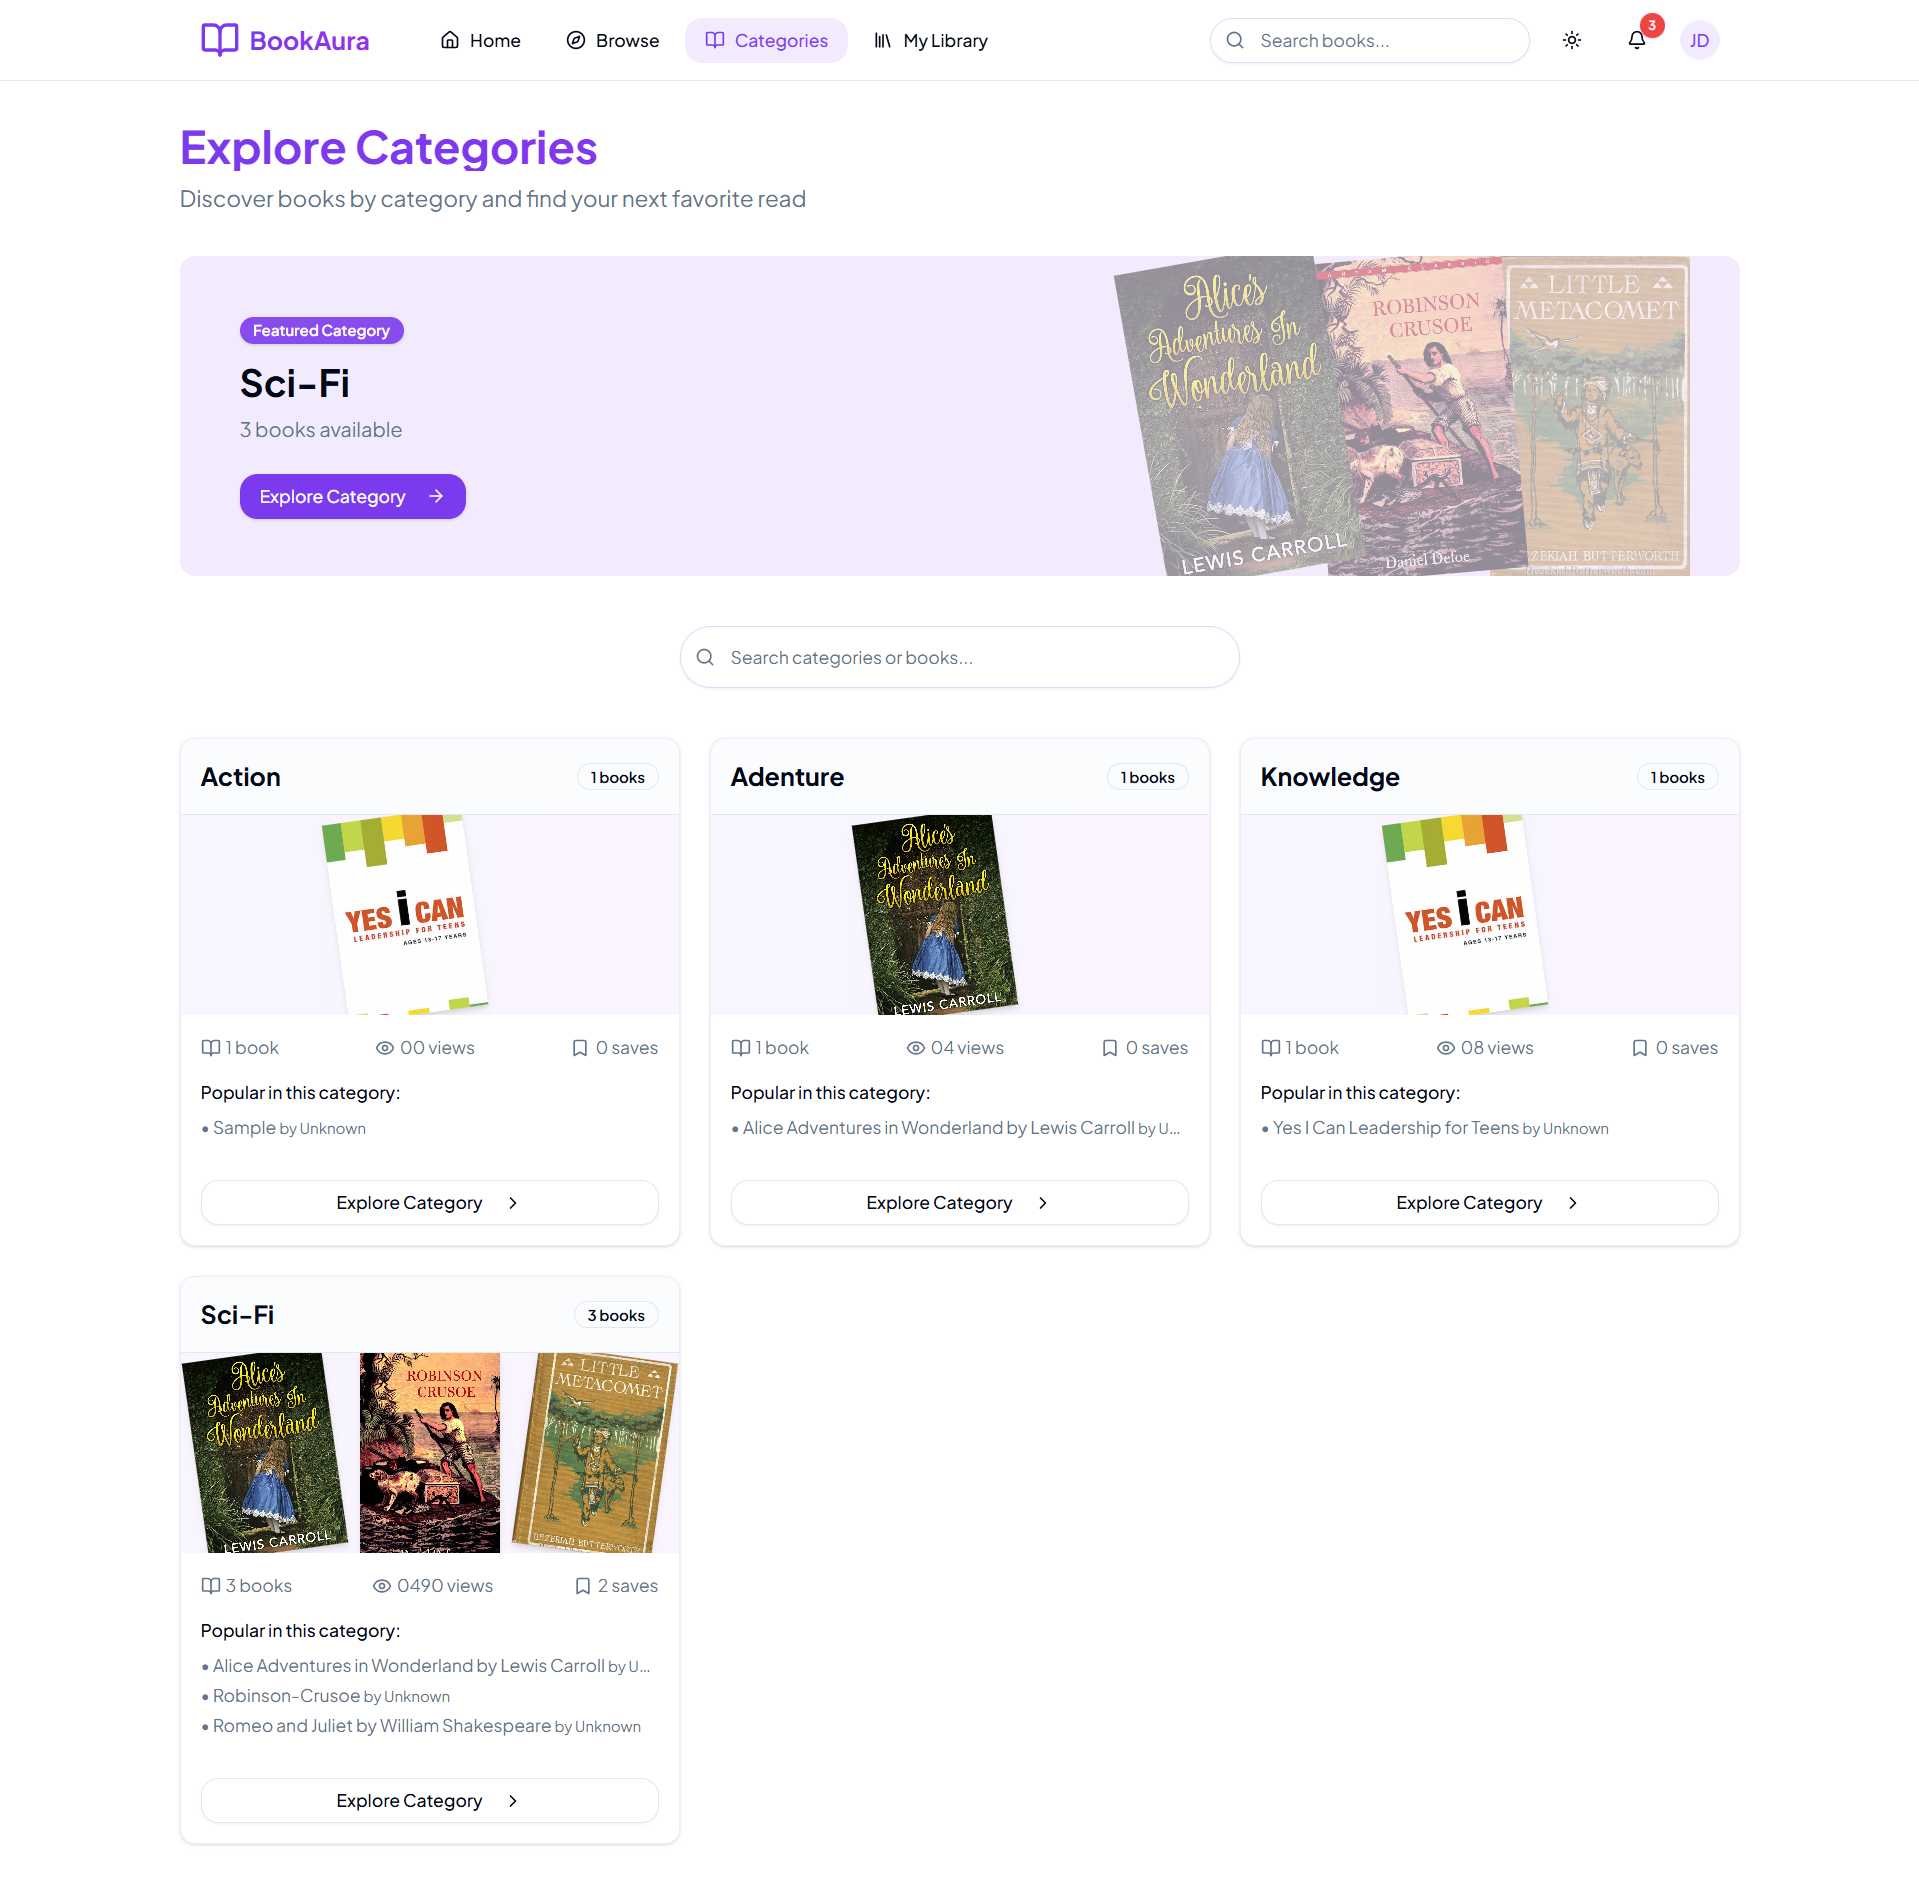 BookAura
Home
Browse
Categories
My Library
Search books...
3
JD
Explore Categories
Discover books by category and find your next favorite read
Featured Category
Sci-Fi
3 books available
Explore Category
Alice's
Adventures In
Wonderland
LEWIS CARROLL
ROBINSON
CRUSOE
Daniel Defoe
LITTLE
METACOMET
ZEKIAH BUTTERWORTH
Search categories or books...
Action
1 books
YES i CAN
LEADERSHIP FOR TEENS
AGES 13-17 YEARS
1 book
00 views
0 saves
Popular in this category:
• Sample by Unknown
Explore Category
Adenture
1 books
Alice's
Adventures In
Wonderland
LEWIS CARROLL
1 book
04 views
0 saves
Popular in this category:
• Alice Adventures in Wonderland by Lewis Carroll by U...
Explore Category
Knowledge
1 books
YES i CAN
LEADERSHIP FOR TEENS
AGES 13-17 YEARS
1 book
08 views
0 saves
Popular in this category:
• Yes I Can Leadership for Teens by Unknown
Explore Category
Sci-Fi
3 books
Alice's
Adventures In
Wonderland
LEWIS CARROLL
ROBINSON
CRUSOE
LITTLE
METACOMET
HEZEKIAH BUTTERWORTH
3 books
0490 views
2 saves
Popular in this category:
• Alice Adventures in Wonderland by Lewis Carroll by U...
• Robinson-Crusoe by Unknown
• Romeo and Juliet by William Shakespeare by Unknown
Explore Category